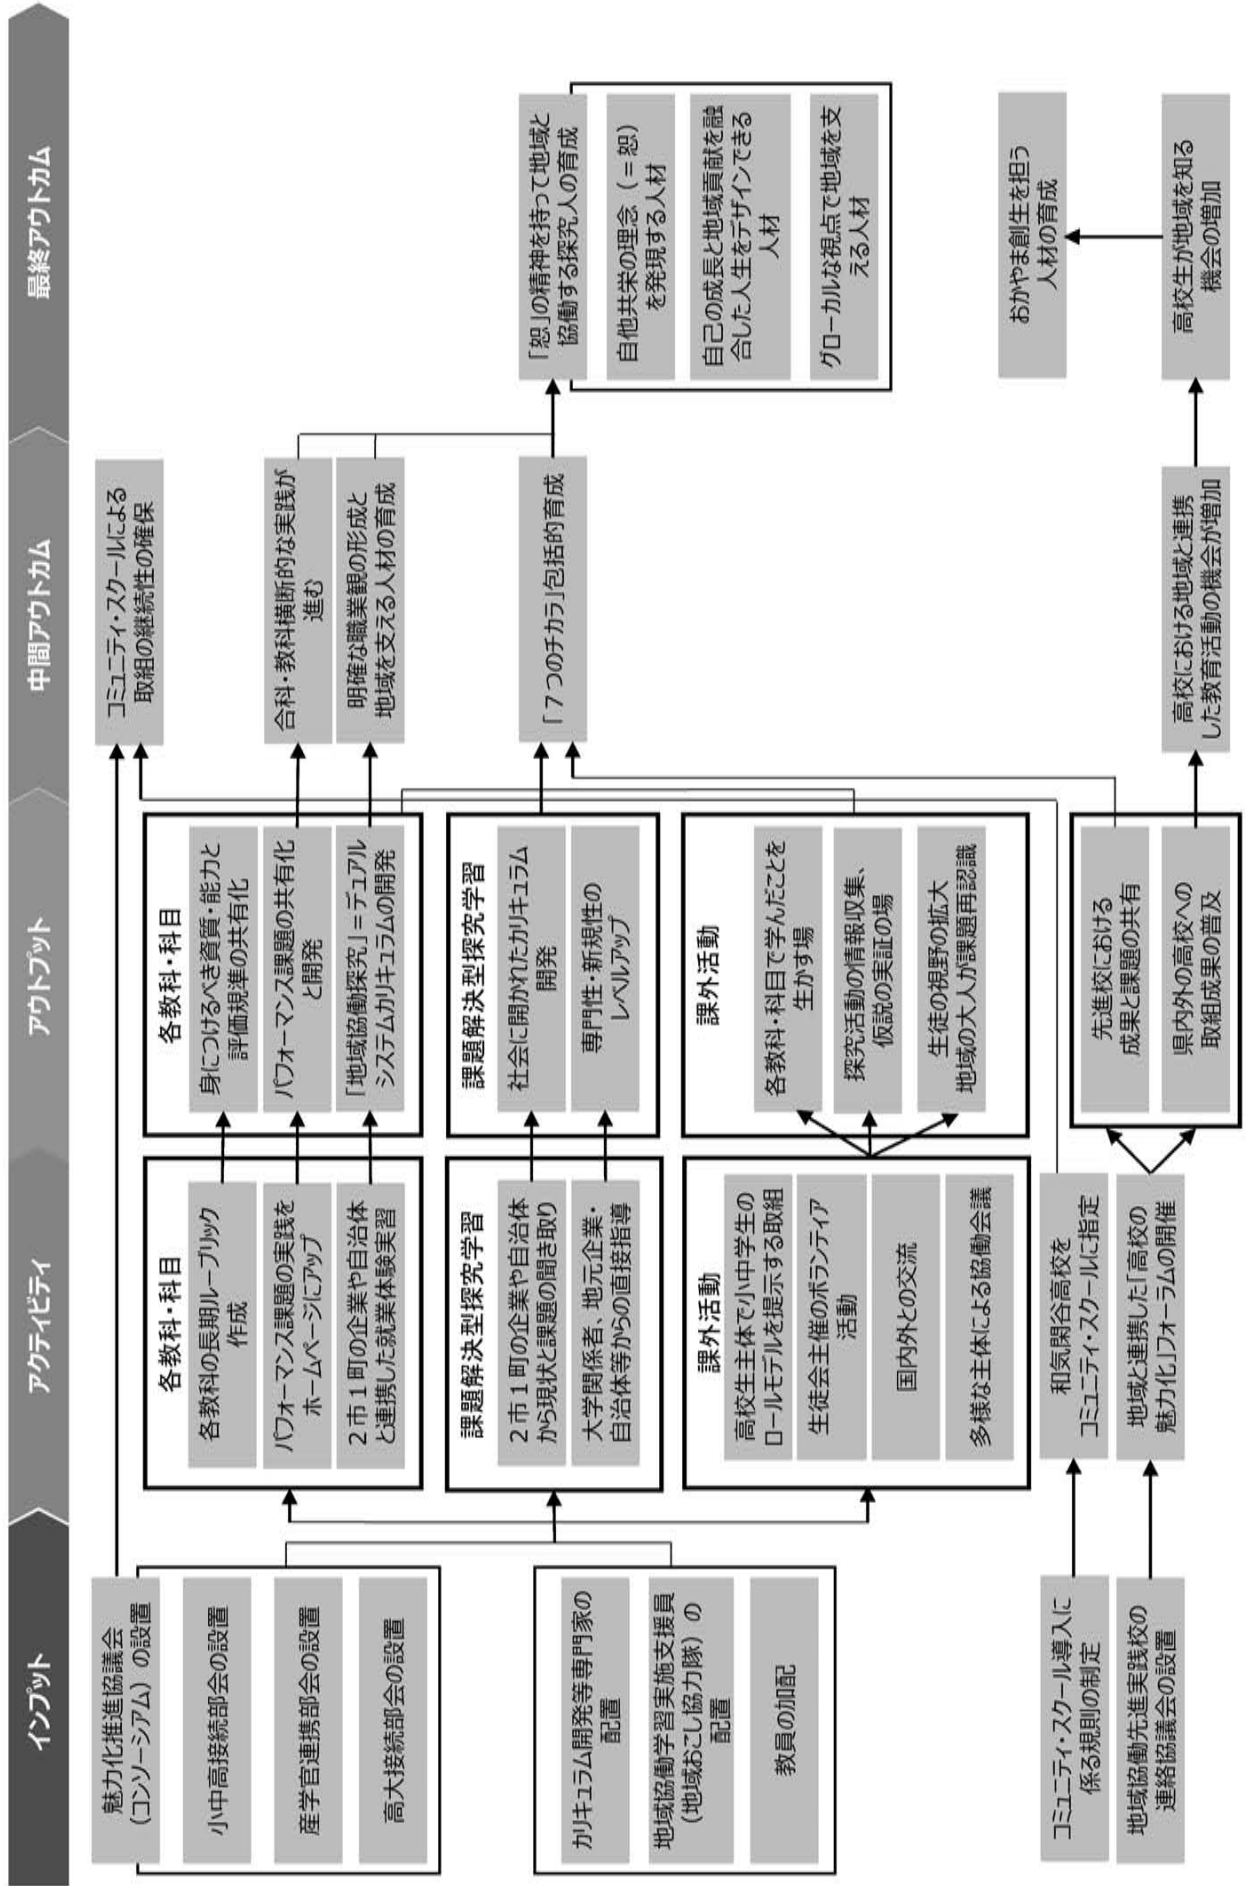 インプット
アクティビティ
アウトプット
中間アウトカム
最終アウトカム
魅力化推進協議会
(コンソーシアム)の設置
小中高接続部会の設置
産学官連携部会の設置
高大接続部会の設置
カリキュラム開発等専門家の
配置
地域協働学習実施支援員
(地域おこし協力隊)の
配置
教員の加配
コミュニティ・スクール導入に
係る規則の制定
地域協働先進実践校の
連絡協議会の設置
各教科・科目
各教科の長期ルーブリック
作成
パフォーマンス課題の実践を
ホームページにアップ
2市1町の企業や自治体
と連携した就業体験実習
課題解決型探究学習
2市1町の企業や自治体
から現状と課題の聞き取り
大学関係者、地元企業・
自治体等からの直接指導
課外活動
高校生主体で小中学生の
ロールモデルを提示する取組
生徒会主催のボランティア
活動
国内外との交流
多様な主体による協働会議
和気閑谷高校を
コミュニティ・スクールに指定
地域と連携した「高校の
魅力化」フォーラムの開催
各教科・科目
身につけるべき資質・能力と
評価規準の共有化
パフォーマンス課題の共有化
と開発
「地域協働探究」=デュアル
システムカリキュラムの開発
課題解決型探究学習
社会に開かれたカリキュラム
開発
専門性・新規性の
レベルアップ
課外活動
各教科・科目で学んだことを
生かす場
探究活動の情報収集、
仮説の実証の場
生徒の視野の拡大
地域の大人が課題再認識
先進校における
成果と課題の共有
県内外の高校への
取組成果の普及
コミュニティ・スクールによる
取組の継続性の確保
合科・教科横断的な実践が
進む
明確な職業観の形成と
地域を支える人材の育成
「7つのチカラ」包括的育成
高校における地域と連携
した教育活動の機会が増加
「恕」の精神を持って地域と
協働する探究人の育成
自他共栄の理念(=恕)
を発現する人材
自己の成長と地域貢献を融
合した人生をデザインできる
人材
グローカルな視点で地域を支
える人材
おかやま創生を担う
人材の育成
高校生が地域を知る
機会の増加